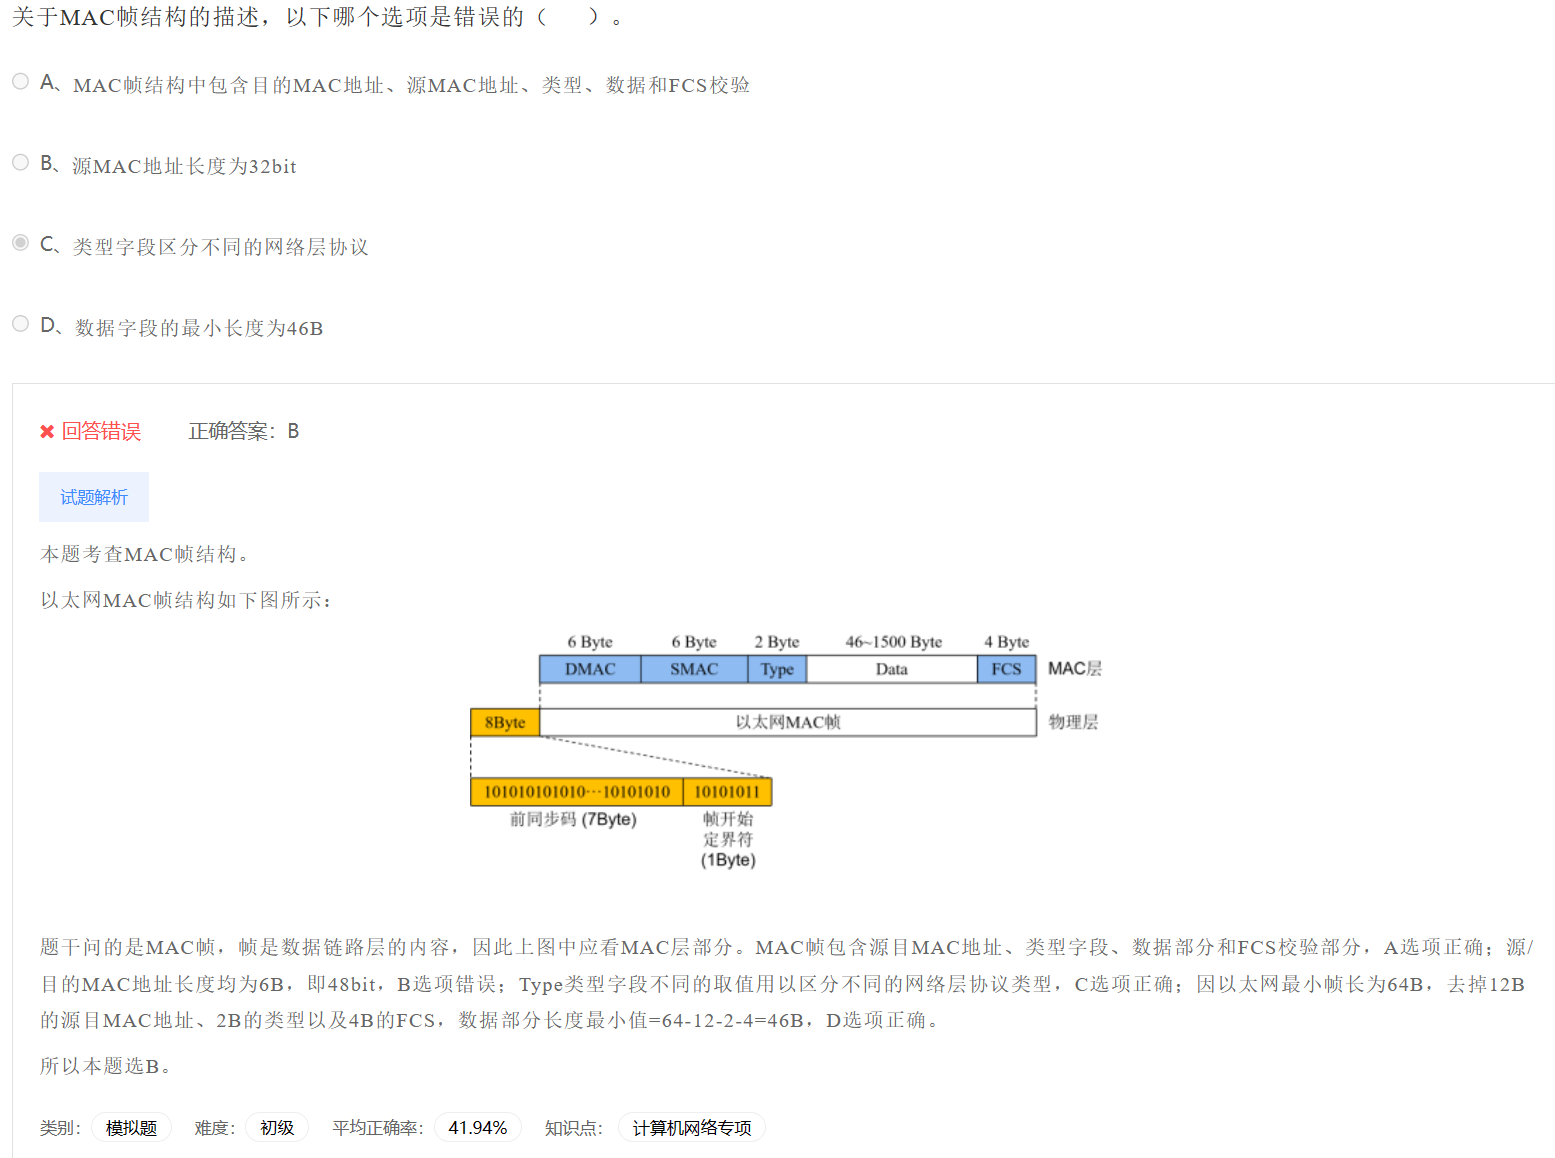 关于MAC帧结构的描述，以下哪个选项是错误的（　　）。
A、MAC帧结构中包含目的MAC地址、源MAC地址、类型、数据和FCS校验
B、源MAC地址长度为32bit
C、类型字段区分不同的网络层协议
D、数据字段的最小长度为46B
回答错误 正确答案：B
试题解析
本题考查MAC帧结构。
以太网MAC帧结构如下图所示：
6 Byte 6 Byte 2 Byte 46~1500 Byte 4 Byte
DMAC SMAC Type Data FCS MAC层
8Byte 以太网MAC帧 物理层
101010101010···10101010 10101011
前同步码 (7Byte) 帧开始
定界符
(1Byte)
题干问的是MAC帧，帧是数据链路层的内容，因此上图中应看MAC层部分。MAC帧包含源目MAC地址、类型字段、数据部分和FCS校验部分，A选项正确；源/
目的MAC地址长度均为6B，即48bit，B选项错误；Type类型字段不同的取值用以区分不同的网络层协议类型，C选项正确；因以太网最小帧长为64B，去掉12B
的源目MAC地址、2B的类型以及4B的FCS，数据部分长度最小值=64-12-2-4=46B，D选项正确。
所以本题选B。
类别： 模拟题 难度： 初级 平均正确率： 41.94% 知识点： 计算机网络专项